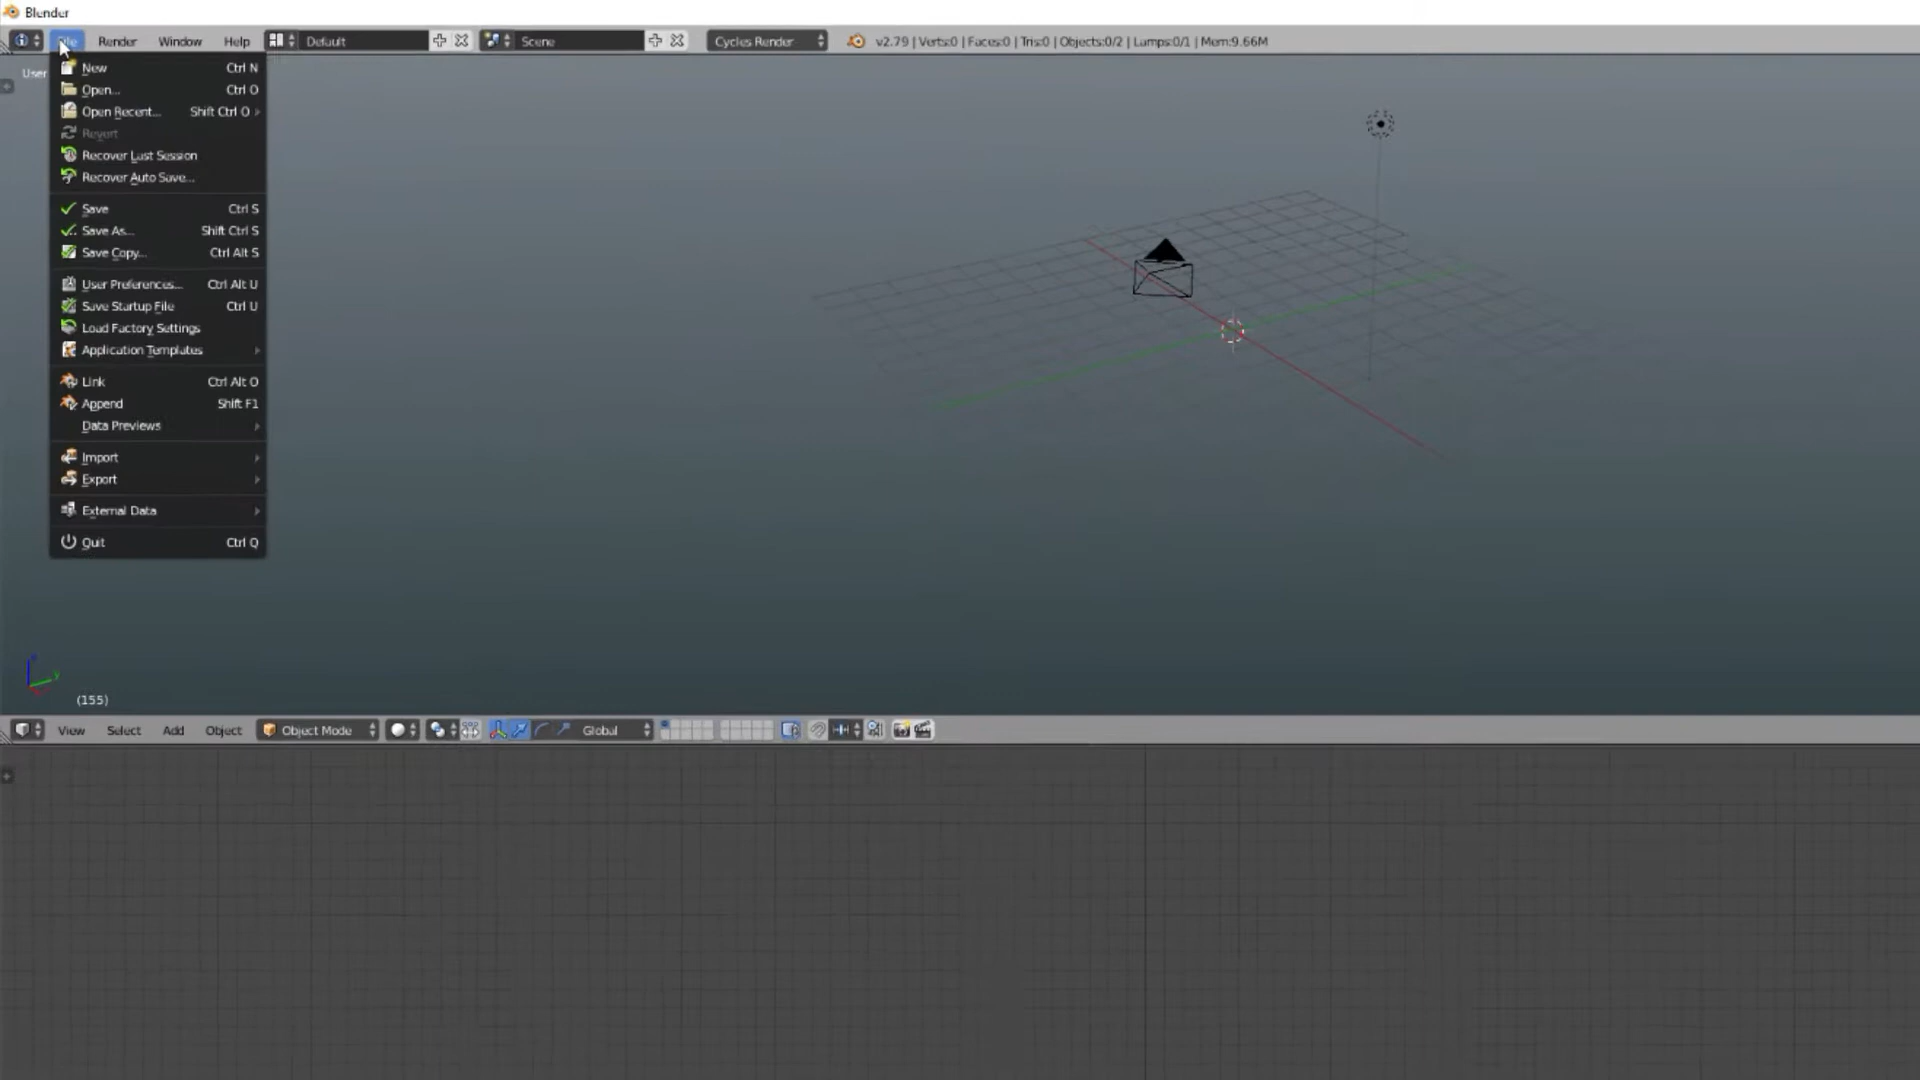 Blender
File Render Window Help Default Scene Cycles Render v2.79 | Verts:0 | Faces:0 | Tris:0 | Objects:0/2 | Lamps:0/1 | Mem:9.66M
User
New Ctrl N
Open... Ctrl O
Open Recent... Shift Ctrl O
Revert
Recover Last Session
Recover Auto Save...
Save Ctrl S
Save As... Shift Ctrl S
Save Copy... Ctrl Alt S
User Preferences... Ctrl Alt U
Save Startup File Ctrl U
Load Factory Settings
Application Templates
Link Ctrl Alt O
Append Shift F1
Data Previews
Import
Export
External Data
Quit Ctrl Q
(155)
View Select Add Object Object Mode Global